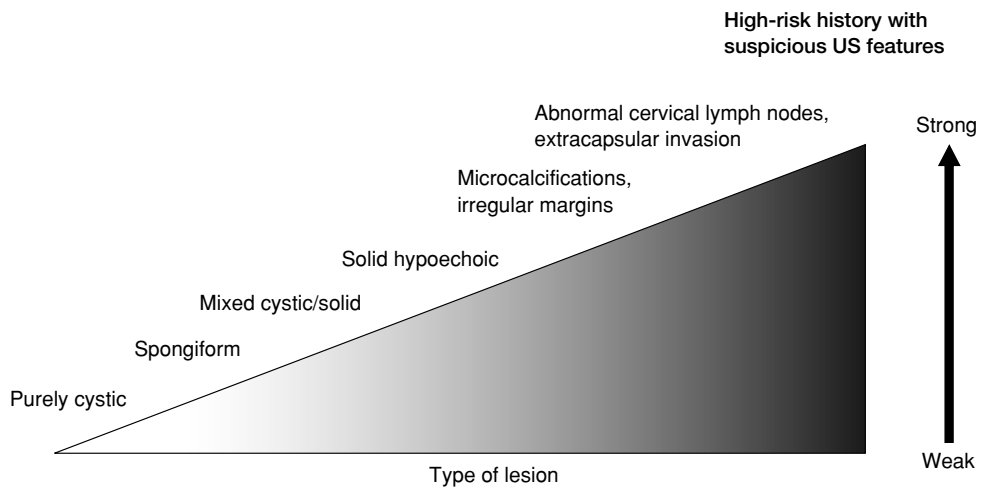 High-risk history with
suspicious US features
Abnormal cervical lymph nodes,
extracapsular invasion
Strong
Microcalcifications,
irregular margins
Solid hypoechoic
Mixed cystic/solid
Spongiform
Purely cystic
Weak
Type of lesion